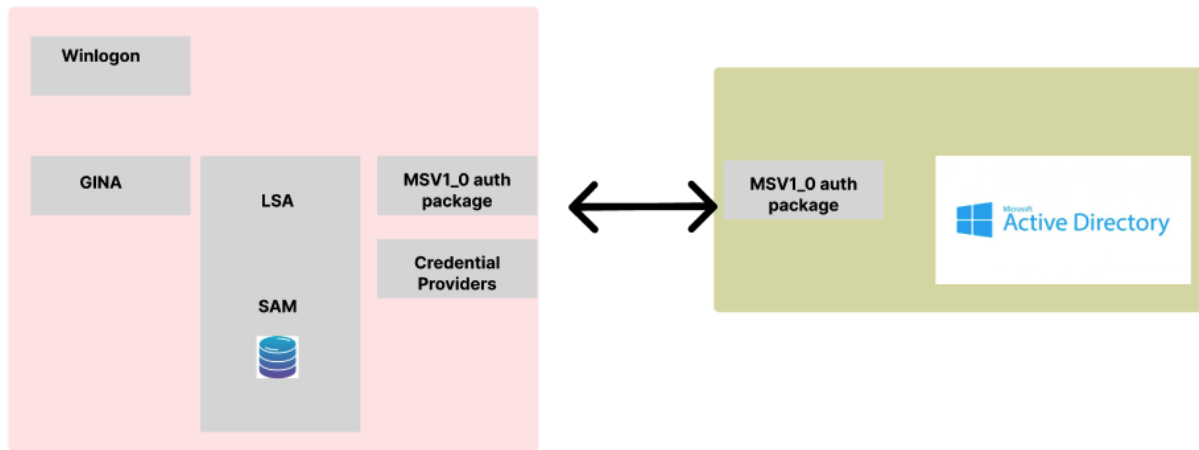 Winlogon
GINA
LSA
SAM
MSV1_0 auth
package
Credential
Providers
MSV1_0 auth
package
Microsoft
Active Directory